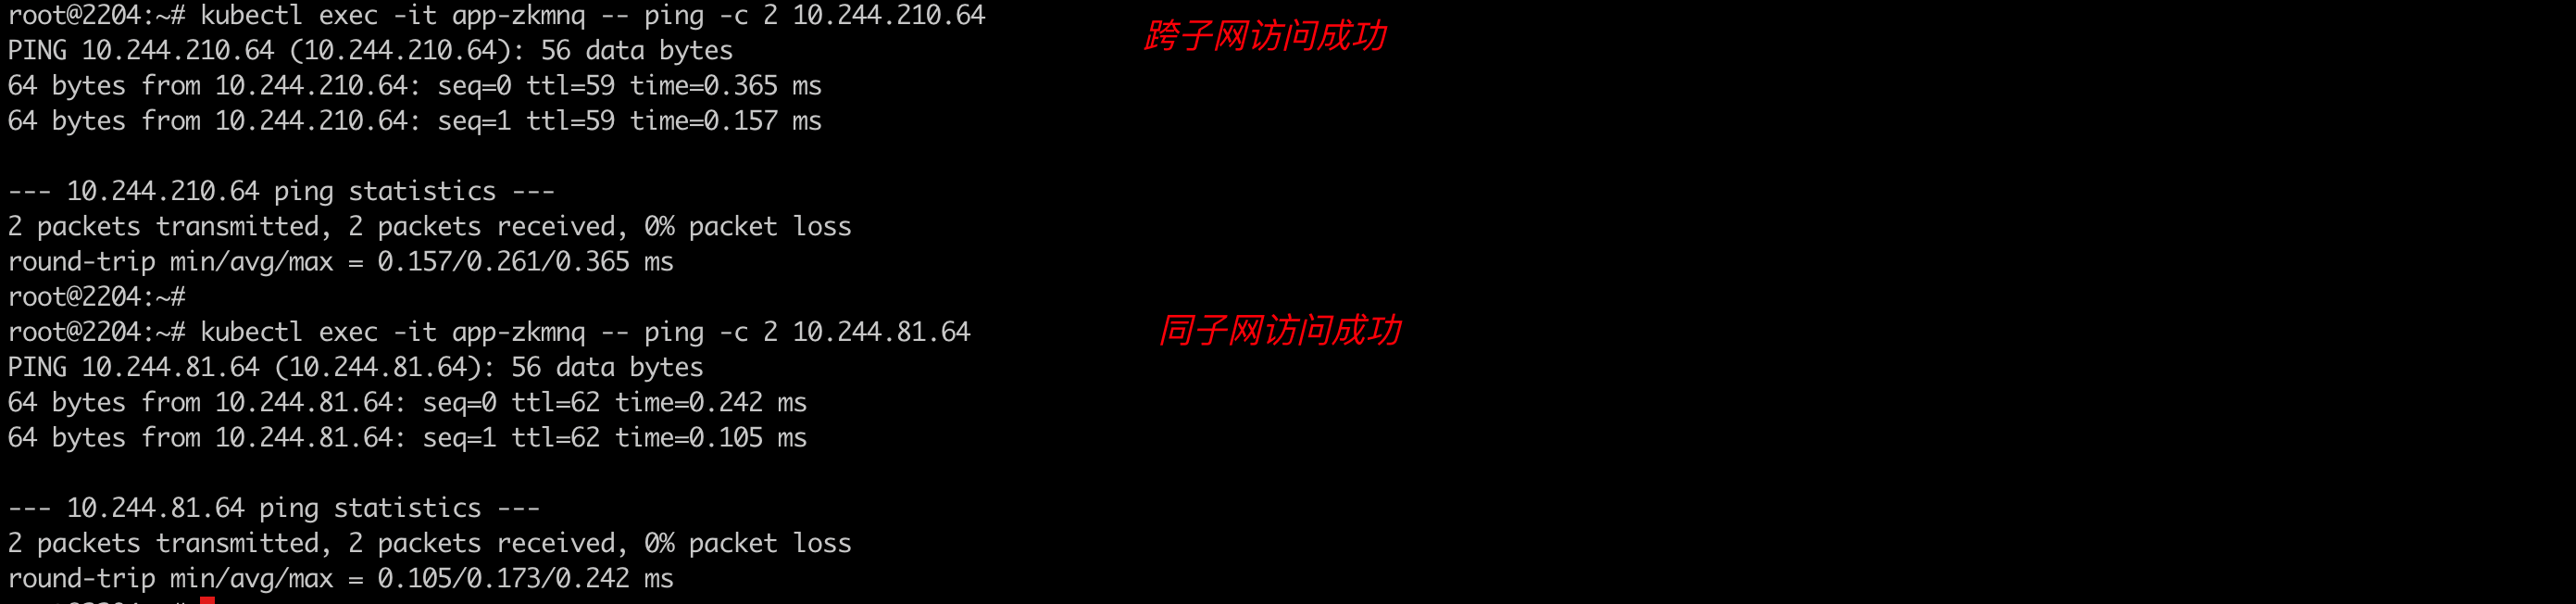 root@2204:~# kubectl exec -it app-zkmnq -- ping -c 2 10.244.210.64
跨子网访问成功
PING 10.244.210.64 (10.244.210.64): 56 data bytes
64 bytes from 10.244.210.64: seq=0 ttl=59 time=0.365 ms
64 bytes from 10.244.210.64: seq=1 ttl=59 time=0.157 ms
--- 10.244.210.64 ping statistics ---
2 packets transmitted, 2 packets received, 0% packet loss
round-trip min/avg/max = 0.157/0.261/0.365 ms
root@2204:~#
root@2204:~# kubectl exec -it app-zkmnq -- ping -c 2 10.244.81.64
同子网访问成功
PING 10.244.81.64 (10.244.81.64): 56 data bytes
64 bytes from 10.244.81.64: seq=0 ttl=62 time=0.242 ms
64 bytes from 10.244.81.64: seq=1 ttl=62 time=0.105 ms
--- 10.244.81.64 ping statistics ---
2 packets transmitted, 2 packets received, 0% packet loss
round-trip min/avg/max = 0.105/0.173/0.242 ms